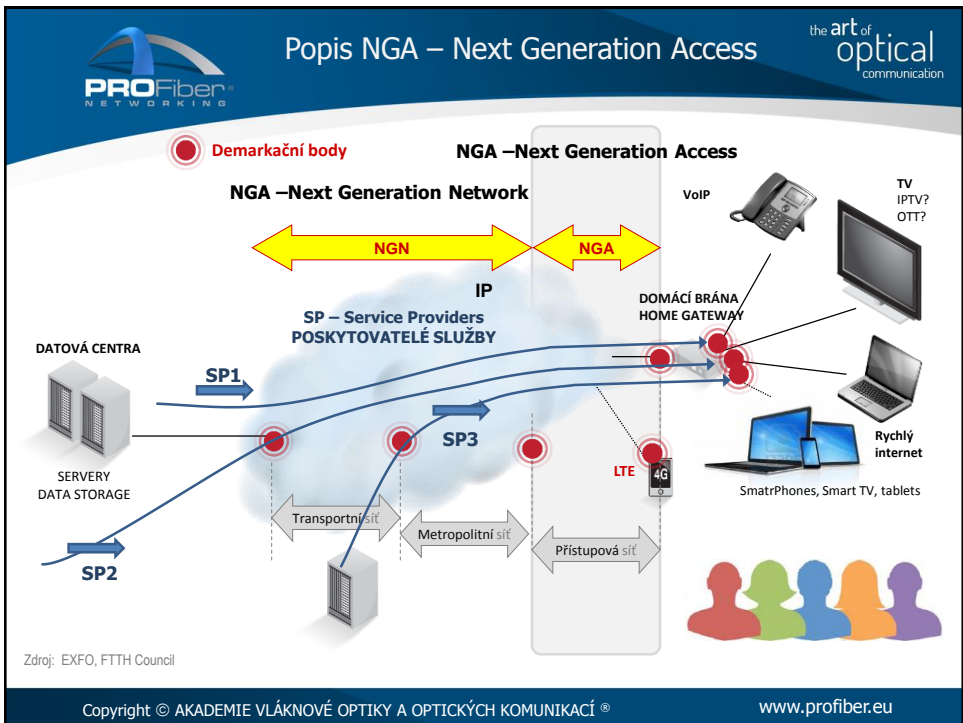 Popis NGA – Next Generation Access
the art of
optical
communication
PROFiber
NETWORKING
Demarkační body
NGA –Next Generation Access
NGA –Next Generation Network
VoIP
TV
IPTV?
OTT?
NGN
NGA
IP
SP – Service Providers
POSKYTOVATELÉ SLUŽBY
DOMÁCÍ BRÁNA
HOME GATEWAY
DATOVÁ CENTRA
SP1
SP3
SERVERY
DATA STORAGE
LTE
4G
Rychlý
internet
SmatrPhones, Smart TV, tablets
Transportní síť
Metropolitní síť
Přístupová síť
SP2
Zdroj: EXFO, FTTH Council
Copyright © AKADEMIE VLÁKNOVÉ OPTIKY A OPTICKÝCH KOMUNIKACÍ ®
www.profiber.eu